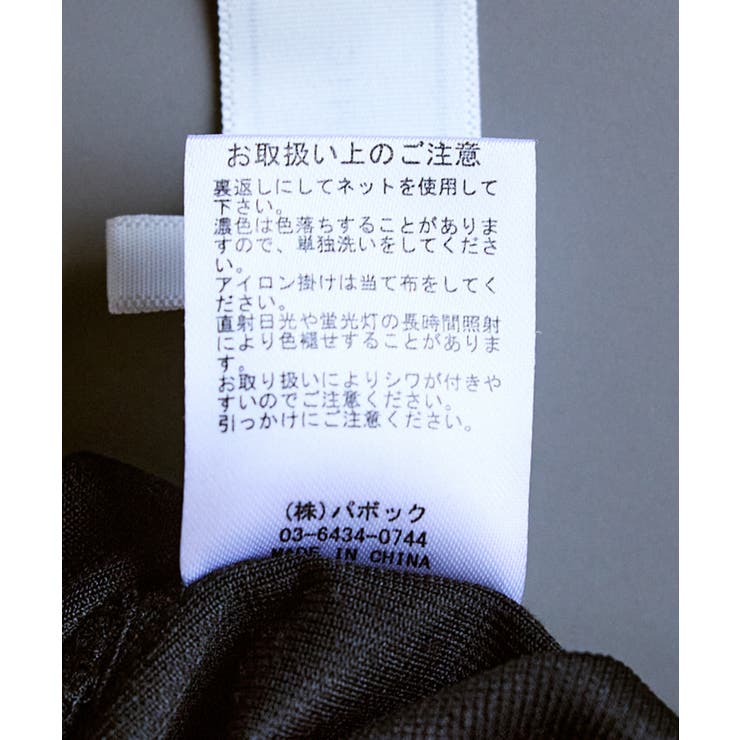 お取扱い上のご注意
裏返しにしてネットを使用して
下さい。
濃色は色落ちすることがありま
すので、単独洗いをしてくださ
い。
アイロン掛けは当て布をしてく
ださい。
直射日光や蛍光灯の長時間照射
により色褪せすることがありま
す。
お取り扱いによりシワが付きや
すいのでご注意ください。
引っかけにご注意ください。
(株)パボック
03-6434-0744
MADE IN CHINA